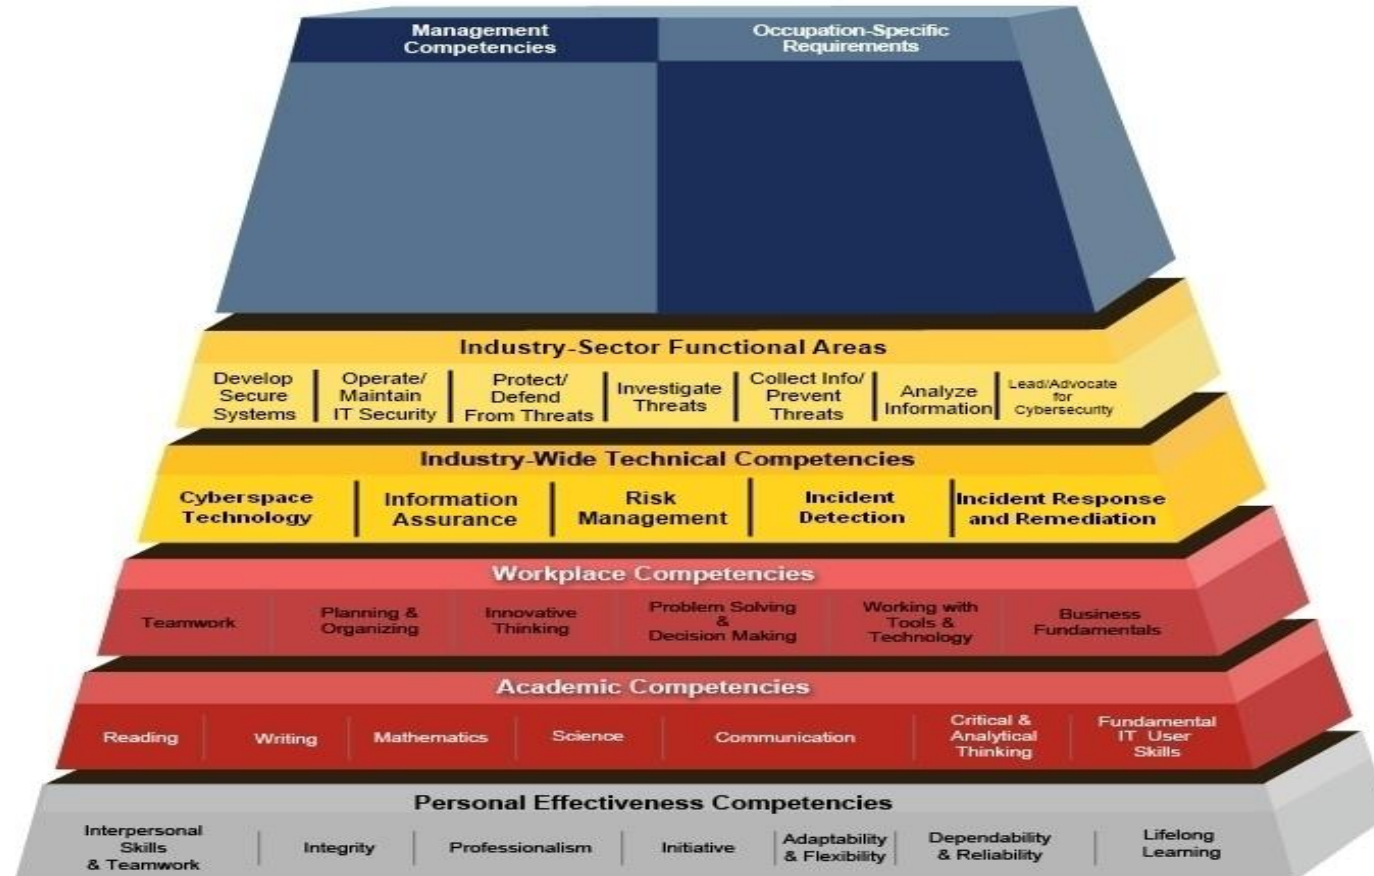 Management
Competencies
Occupation-Specific
Requirements
Industry-Sector Functional Areas
Develop
Secure
Systems
Operate/
Maintain
IT Security
Protect/
Defend
From Threats
Investigate
Threats
Collect Info/
Prevent
Threats
Analyze
Information
Lead/Advocate
for
Cybersecurity
Industry-Wide Technical Competencies
Cyberspace
Technology
Information
Assurance
Risk
Management
Incident
Detection
Incident Response
and Remediation
Workplace Competencies
Teamwork
Planning &
Organizing
Innovative
Thinking
Problem Solving
&
Decision Making
Working with
Tools &
Technology
Business
Fundamentals
Academic Competencies
Reading
Writing
Mathematics
Science
Communication
Critical &
Analytical
Thinking
Fundamental
IT User
Skills
Personal Effectiveness Competencies
Interpersonal
Skills
& Teamwork
Integrity
Professionalism
Initiative
Adaptability
& Flexibility
Dependability
& Reliability
Lifelong
Learning